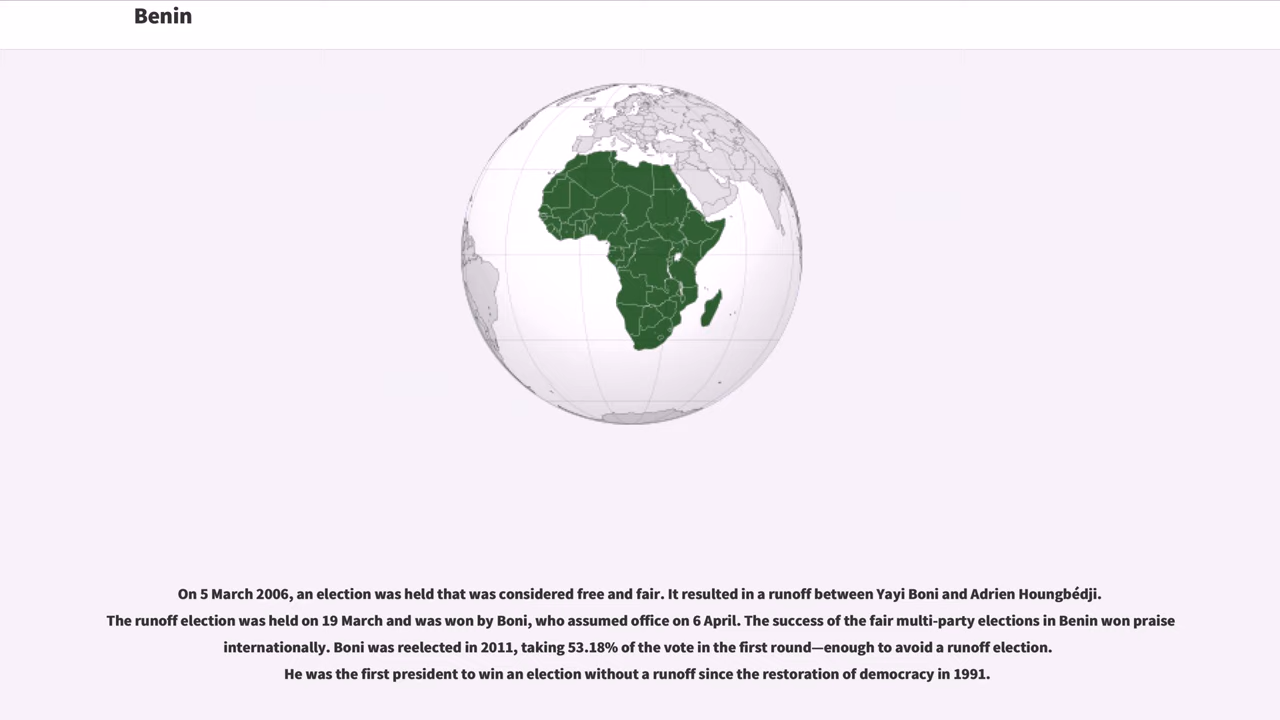 Benin
On 5 March 2006, an election was held that was considered free and fair. It resulted in a runoff between Yayi Boni and Adrien Houngbédji.
The runoff election was held on 19 March and was won by Boni, who assumed office on 6 April. The success of the fair multi-party elections in Benin won praise
internationally. Boni was reelected in 2011, taking 53.18% of the vote in the first round—enough to avoid a runoff election.
He was the first president to win an election without a runoff since the restoration of democracy in 1991.